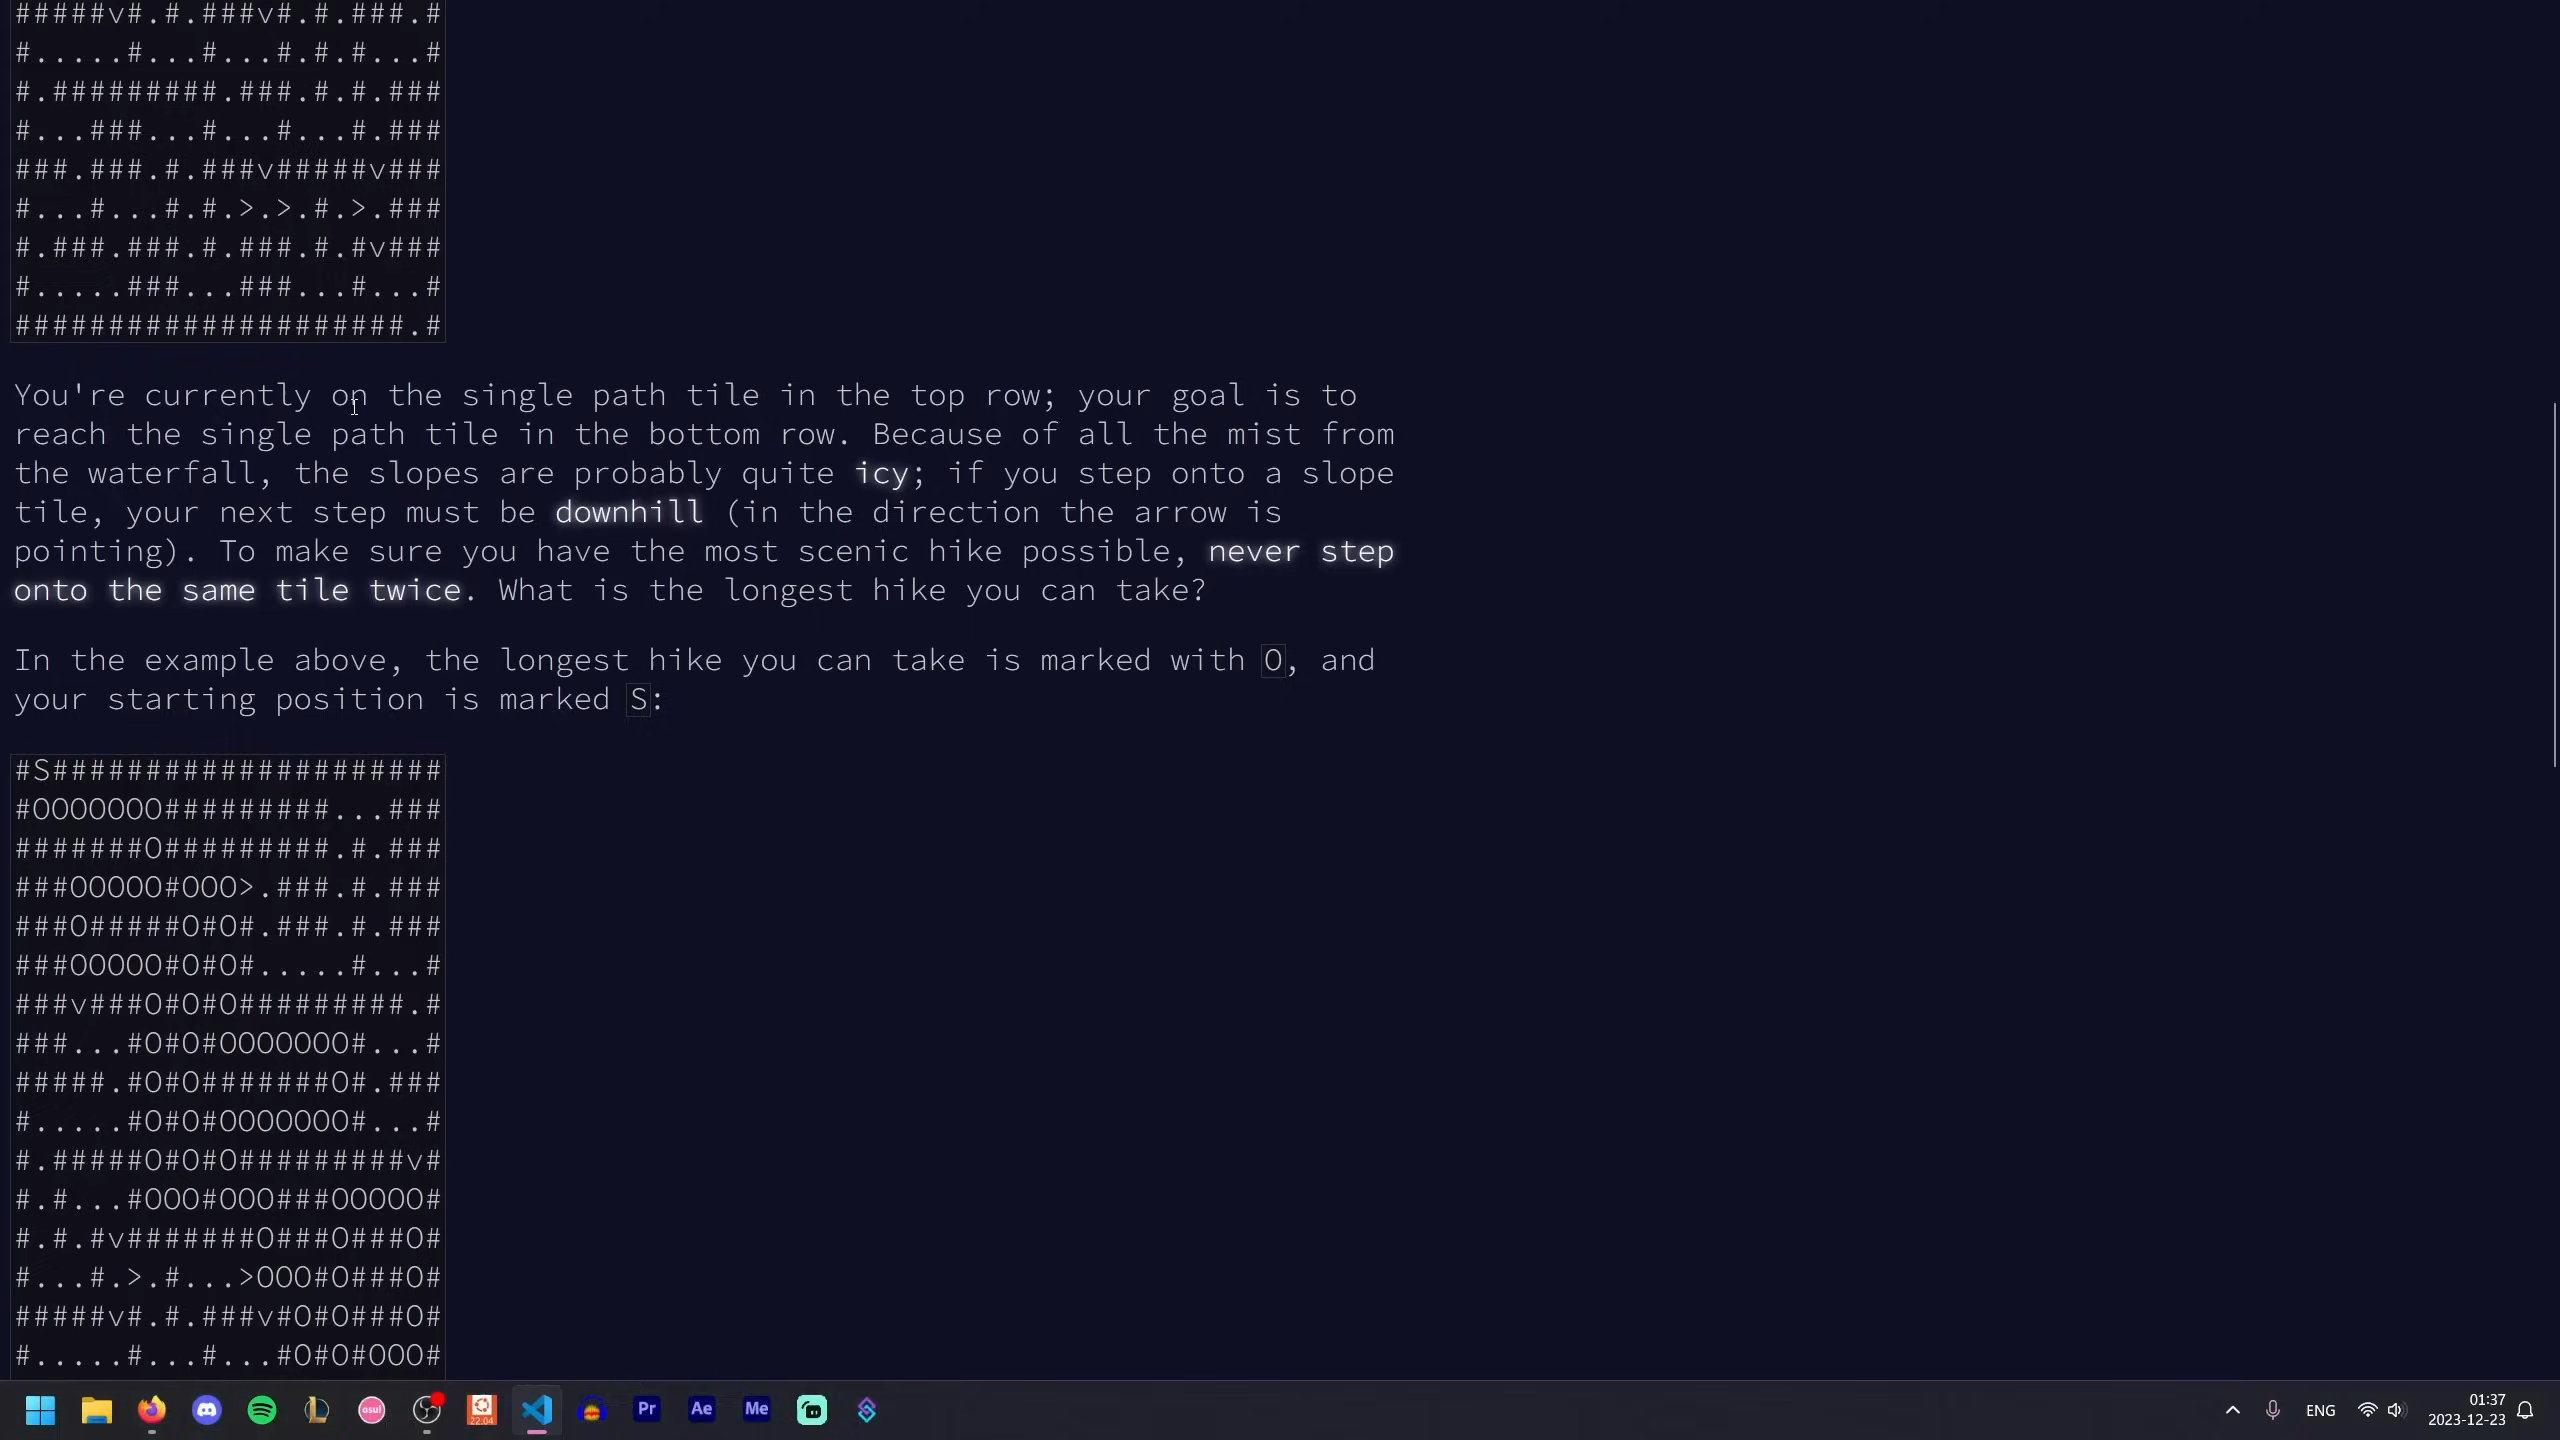 #####v#.#.###v#.#.###.#
#.....#...#...#.#.#...#
#.#########.###.#.#.###
#...###...#...#...#.###
###.###.#.###v#####v###
#...#...#.#.>.>.#.>.###
#.###.###.#.###.#.#v###
#.....###...###...#...#
#####################.#
You're currently on the single path tile in the top row; your goal is to
reach the single path tile in the bottom row. Because of all the mist from
the waterfall, the slopes are probably quite icy; if you step onto a slope
tile, your next step must be downhill (in the direction the arrow is
pointing). To make sure you have the most scenic hike possible, never step
onto the same tile twice. What is the longest hike you can take?
In the example above, the longest hike you can take is marked with O, and
your starting position is marked S:
#S#####################
#OOOOOOO#########...###
#######O#########.#.###
###OOOOO#OOO>.###.#.###
###O#####O#O#.###.#.###
###OOOOO#O#O#.....#...#
###v###O#O#O#########.#
###...#O#O#OOOOOOO#...#
#####.#O#O#######O#.###
#.....#O#O#OOOOOOO#...#
#.#####O#O#O#########v#
#.#...#OOO#OOO###OOOOO#
#.#.#v#######O###O###O#
#...#.>.#...>OOO#O###O#
#####v#.#.###v#O#O###O#
#.....#...#...#O#O#OOO#
osu!
22.04
Pr
Ae
Me
ENG
01:37
2023-12-23